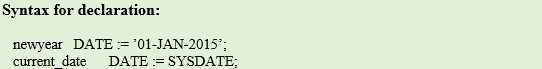 Syntax for declaration:
newyear DATE := ’01-JAN-2015’;
current_date DATE := SYSDATE;